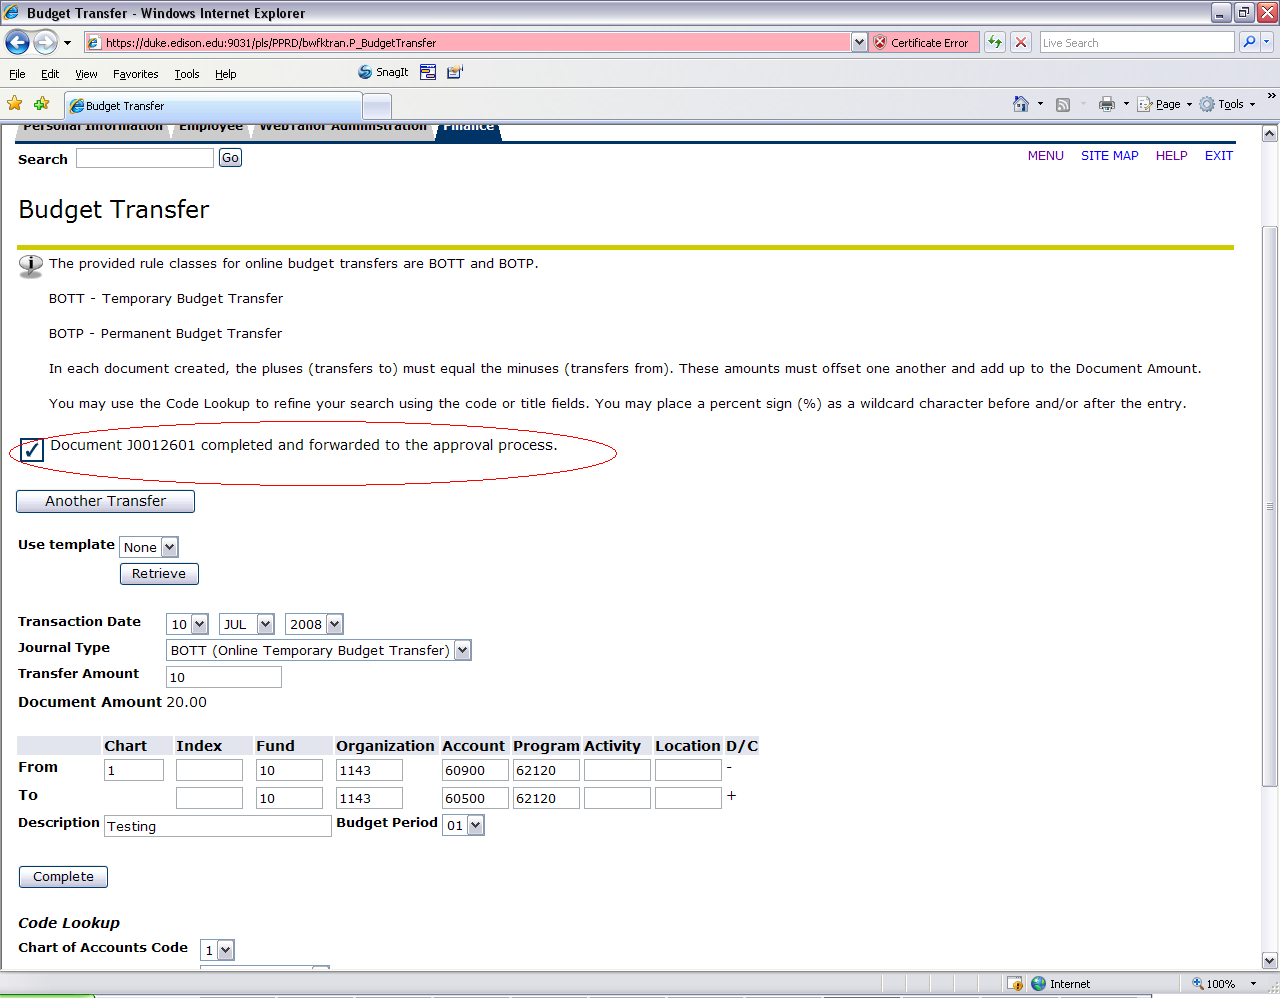 Budget Transfer - Windows Internet Explorer
https://duke.edison.edu:9031/pls/PPRD/bwfktran.P_BudgetTransfer Certificate Error Live Search
File Edit View Favorites Tools Help SnagIt
Budget Transfer Page Tools
Personal Information Employee WebTailor Administration Finance
Search Go MENU SITE MAP HELP EXIT
Budget Transfer
The provided rule classes for online budget transfers are BOTT and BOTP.
BOTT - Temporary Budget Transfer
BOTP - Permanent Budget Transfer
In each document created, the pluses (transfers to) must equal the minuses (transfers from). These amounts must offset one another and add up to the Document Amount.
You may use the Code Lookup to refine your search using the code or title fields. You may place a percent sign (%) as a wildcard character before and/or after the entry.
Document J0012601 completed and forwarded to the approval process.
Another Transfer
Use template None
Retrieve
Transaction Date 10 JUL 2008
Journal Type BOTT (Online Temporary Budget Transfer)
Transfer Amount 10
Document Amount 20.00
Chart Index Fund Organization Account Program Activity Location D/C
From 1 10 1143 60900 62120 -
To 10 1143 60500 62120 +
Description Testing Budget Period 01
Complete
Code Lookup
Chart of Accounts Code 1
Internet 100%